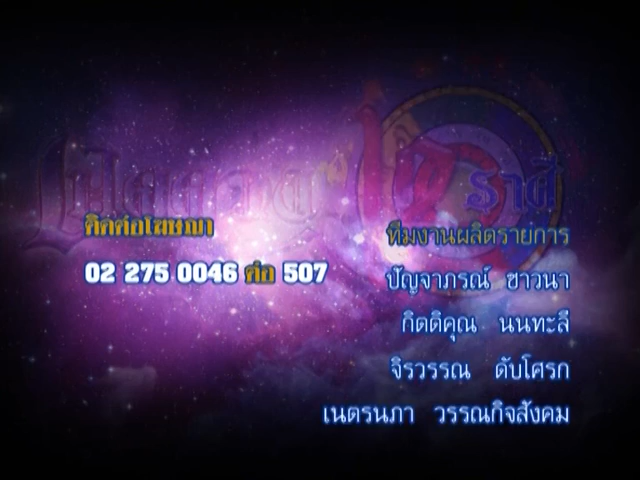 ราศี
ติดต่อโฆษณา
02 275 0046 ต่อ 507
ทีมงานผลิตรายการ
ปัญจาภรณ์ ชาวนา
กิตติคุณ นนทะลี
จิรวรรณ ดับโศรก
เนตรนภา วรรณกิจสังคม